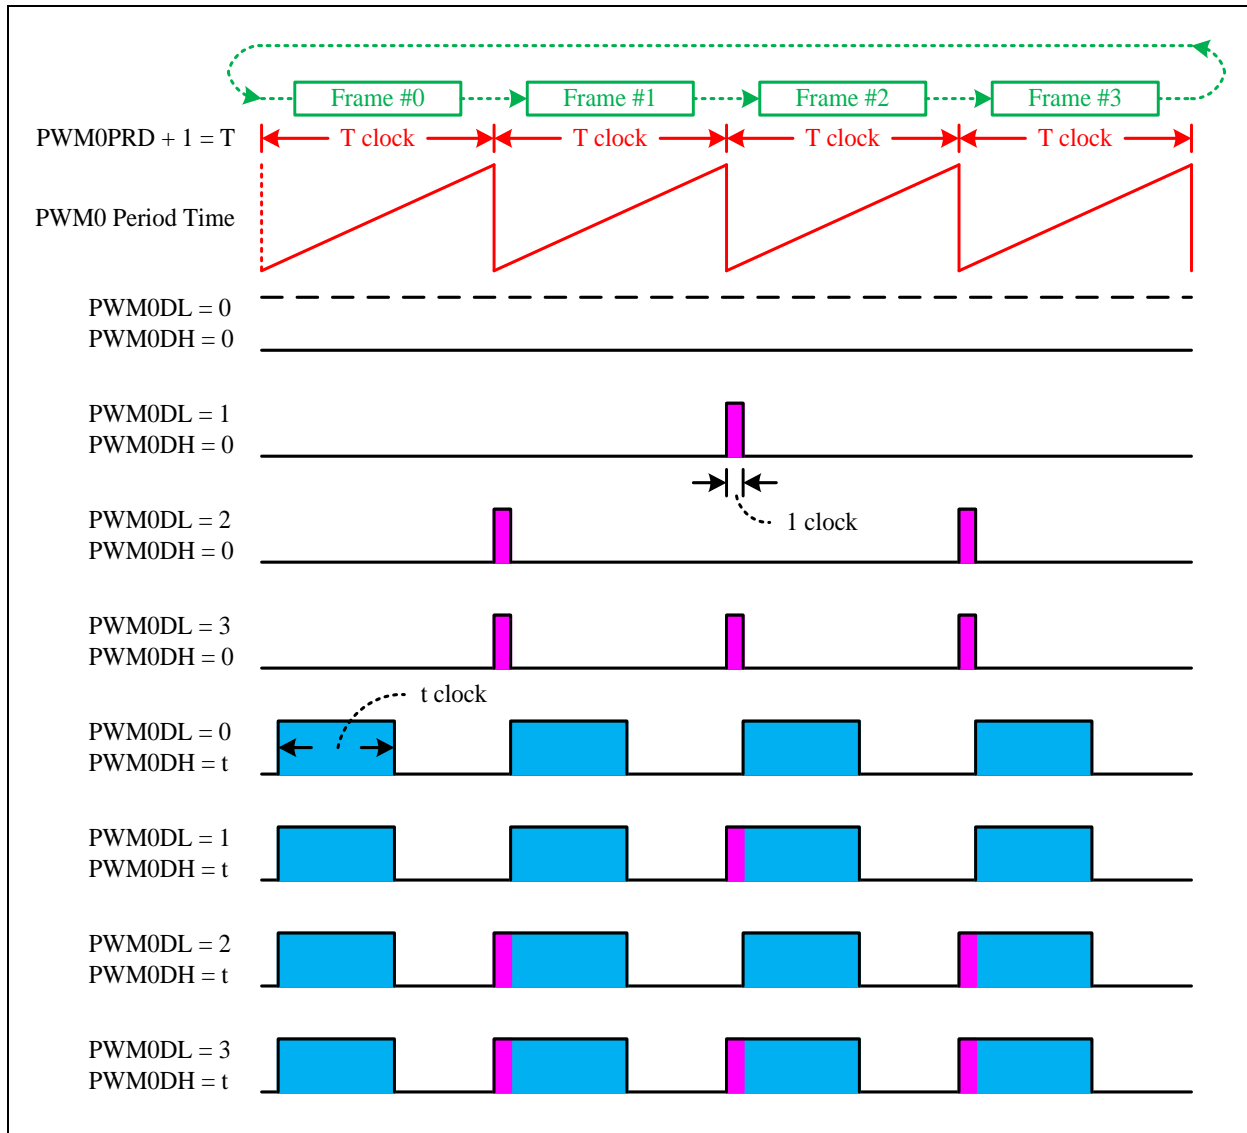 Frame #0 Frame #1 Frame #2 Frame #3
PWM0PRD + 1 = T T clock T clock T clock T clock
PWM0 Period Time
PWM0DL = 0
PWM0DH = 0
PWM0DL = 1
PWM0DH = 0
PWM0DL = 2
1 clock
PWM0DH = 0
PWM0DL = 3
PWM0DH = 0
t clock
PWM0DL = 0
PWM0DH = t
PWM0DL = 1
PWM0DH = t
PWM0DL = 2
PWM0DH = t
PWM0DL = 3
PWM0DH = t